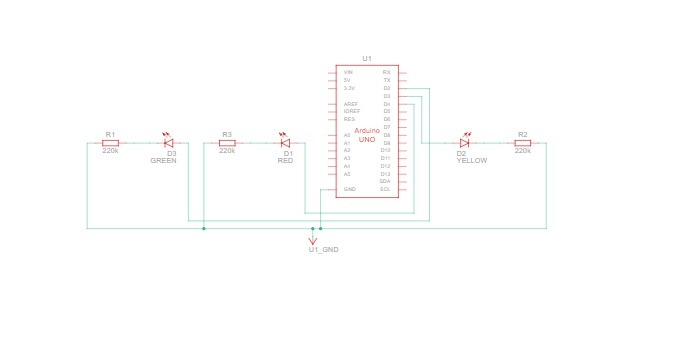 U1
VIN
5V
3.3V
AREF
IOREF
RES
A0
A1
A2
A3
A4
A5
GND
Arduino
UNO
RX
TX
D2
D3
D4
D5
D6
D7
D8
D9
D10
D11
D12
D13
SDA
SCL
R1
220k
D3
GREEN
R3
220k
D1
RED
D2
YELLOW
R2
220k
U1_GND